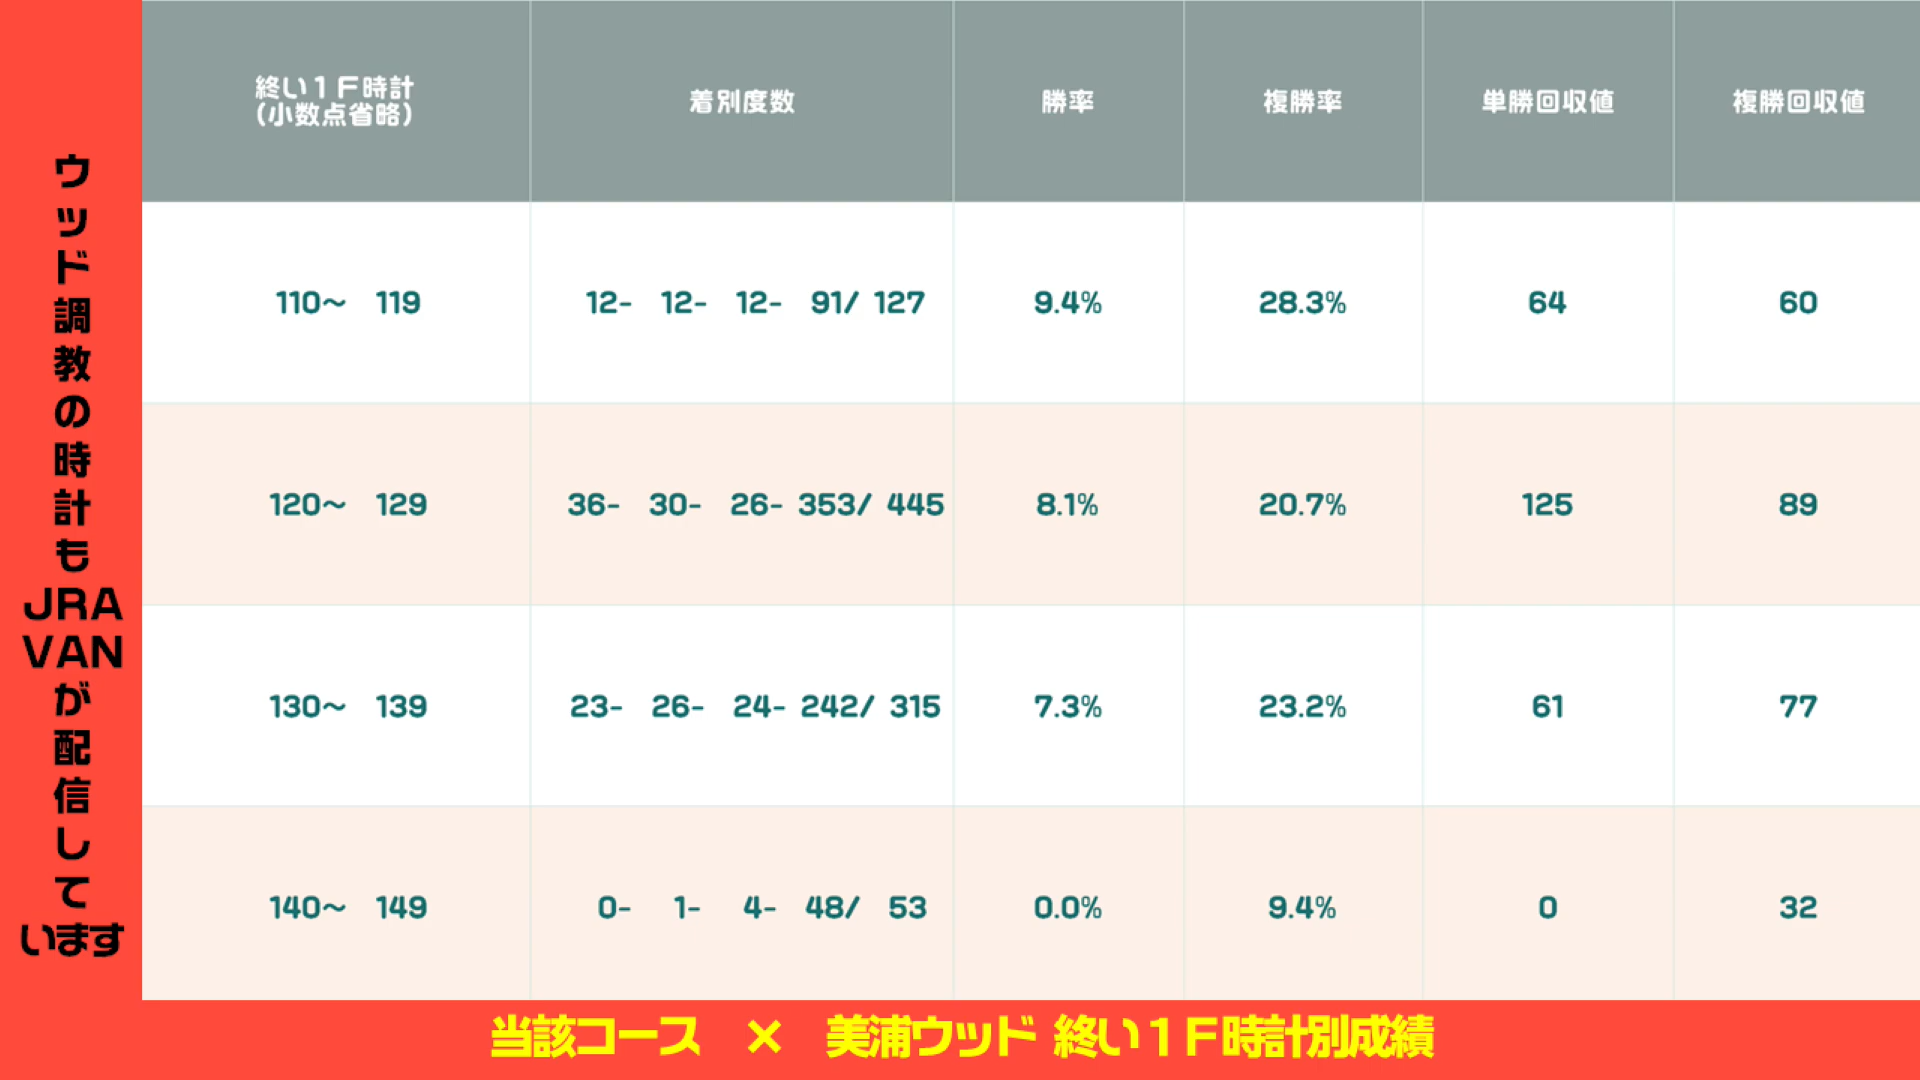 ウッド調教の時計もJRA VANが配信しています
終い１Ｆ時計
（小数点省略）
着別度数
勝率
複勝率
単勝回収値
複勝回収値
110～ 119
12- 12- 12- 91/ 127
9.4%
28.3%
64
60
120～ 129
36- 30- 26- 353/ 445
8.1%
20.7%
125
89
130～ 139
23- 26- 24- 242/ 315
7.3%
23.2%
61
77
140～ 149
0- 1- 4- 48/ 53
0.0%
9.4%
0
32
当該コース　×　美浦ウッド 終い１Ｆ時計別成績